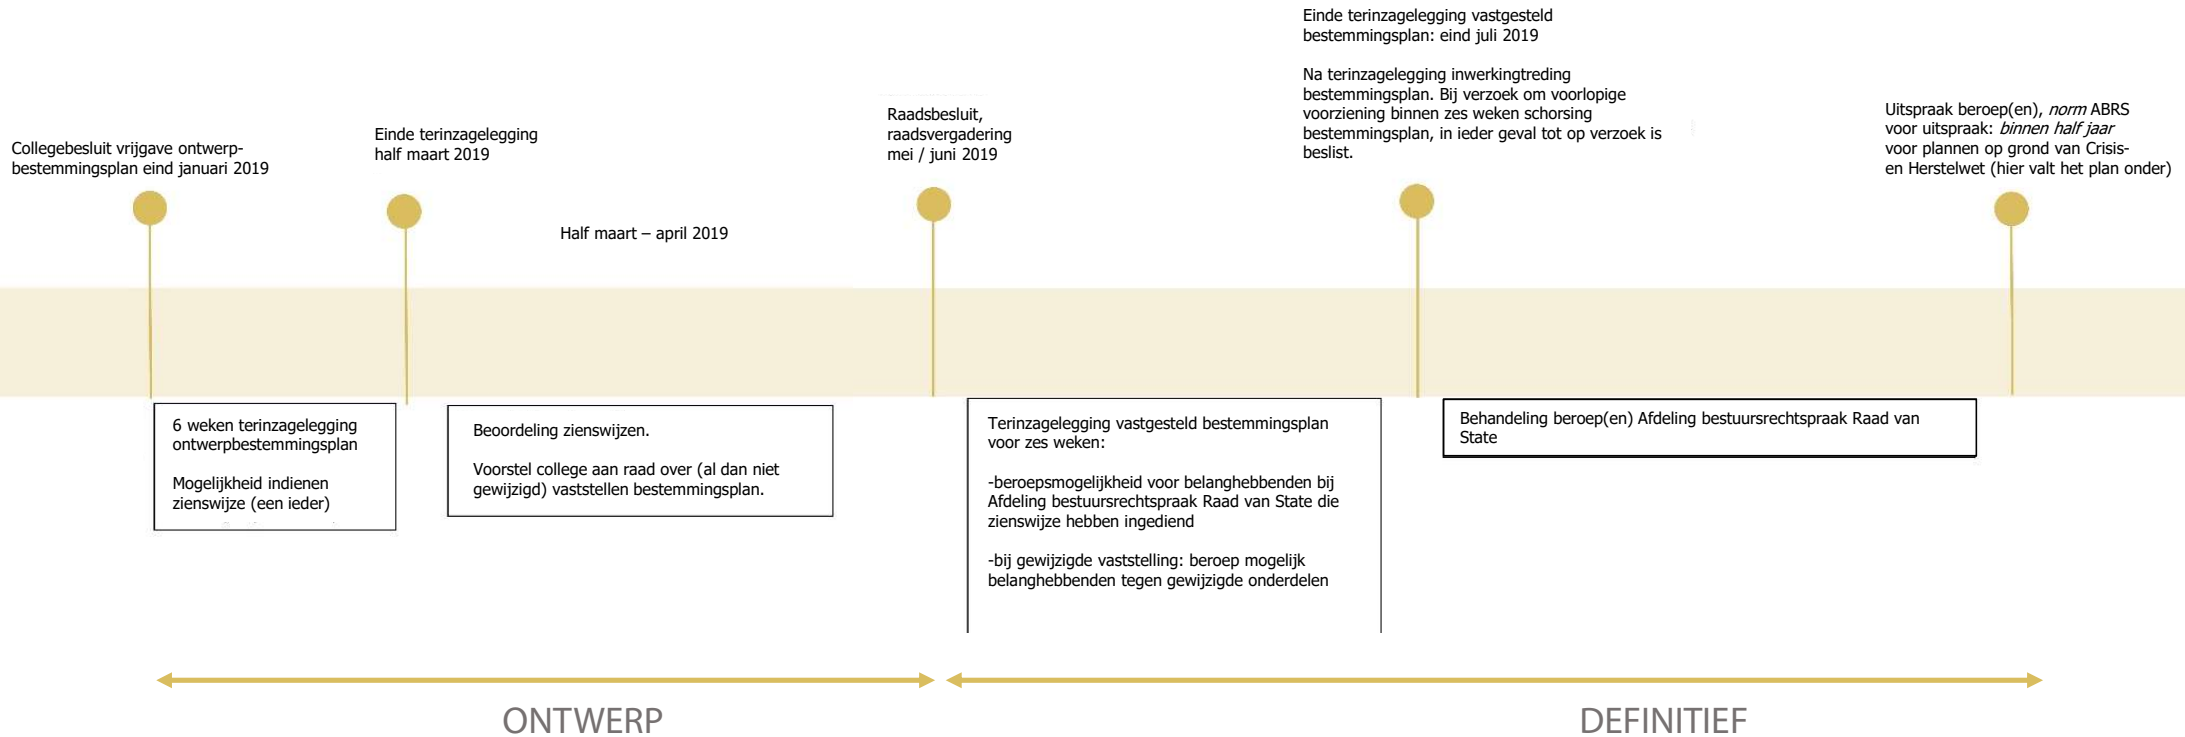 Collegebesluit vrijgave ontwerp-
bestemmingsplan eind januari 2019
Einde terinzagelegging
half maart 2019
Half maart – april 2019
Raadsbesluit,
raadsvergadering
mei / juni 2019
Einde terinzagelegging vastgesteld
bestemmingsplan: eind juli 2019
Na terinzagelegging inwerkingtreding
bestemmingsplan. Bij verzoek om voorlopige
voorziening binnen zes weken schorsing
bestemmingsplan, in ieder geval tot op verzoek is
beslist.
Uitspraak beroep(en), norm ABRS
voor uitspraak: binnen half jaar
voor plannen op grond van Crisis-
en Herstelwet (hier valt het plan onder)
6 weken terinzagelegging
ontwerpbestemmingsplan
Mogelijkheid indienen
zienswijze (een ieder)
Beoordeling zienswijzen.
Voorstel college aan raad over (al dan niet
gewijzigd) vaststellen bestemmingsplan.
Terinzagelegging vastgesteld bestemmingsplan
voor zes weken:
-beroepsmogelijkheid voor belanghebbenden bij
Afdeling bestuursrechtspraak Raad van State die
zienswijze hebben ingediend
-bij gewijzigde vaststelling: beroep mogelijk
belanghebbenden tegen gewijzigde onderdelen
Behandeling beroep(en) Afdeling bestuursrechtspraak Raad van
State
ONTWERP
DEFINITIEF